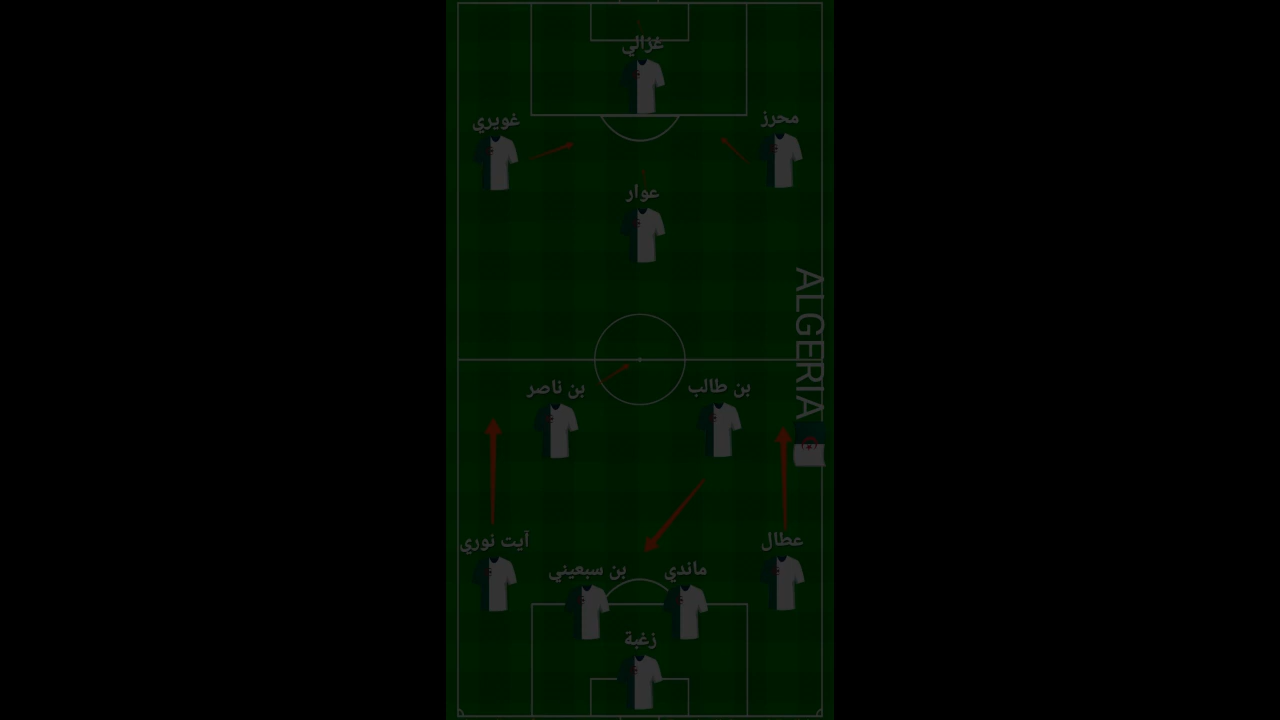 غزالي
غويري
محرز
عوار
ALGERIA
بن ناصر
بن طالب
آيت نوري
عطال
بن سبعيني
ماندي
زغبة